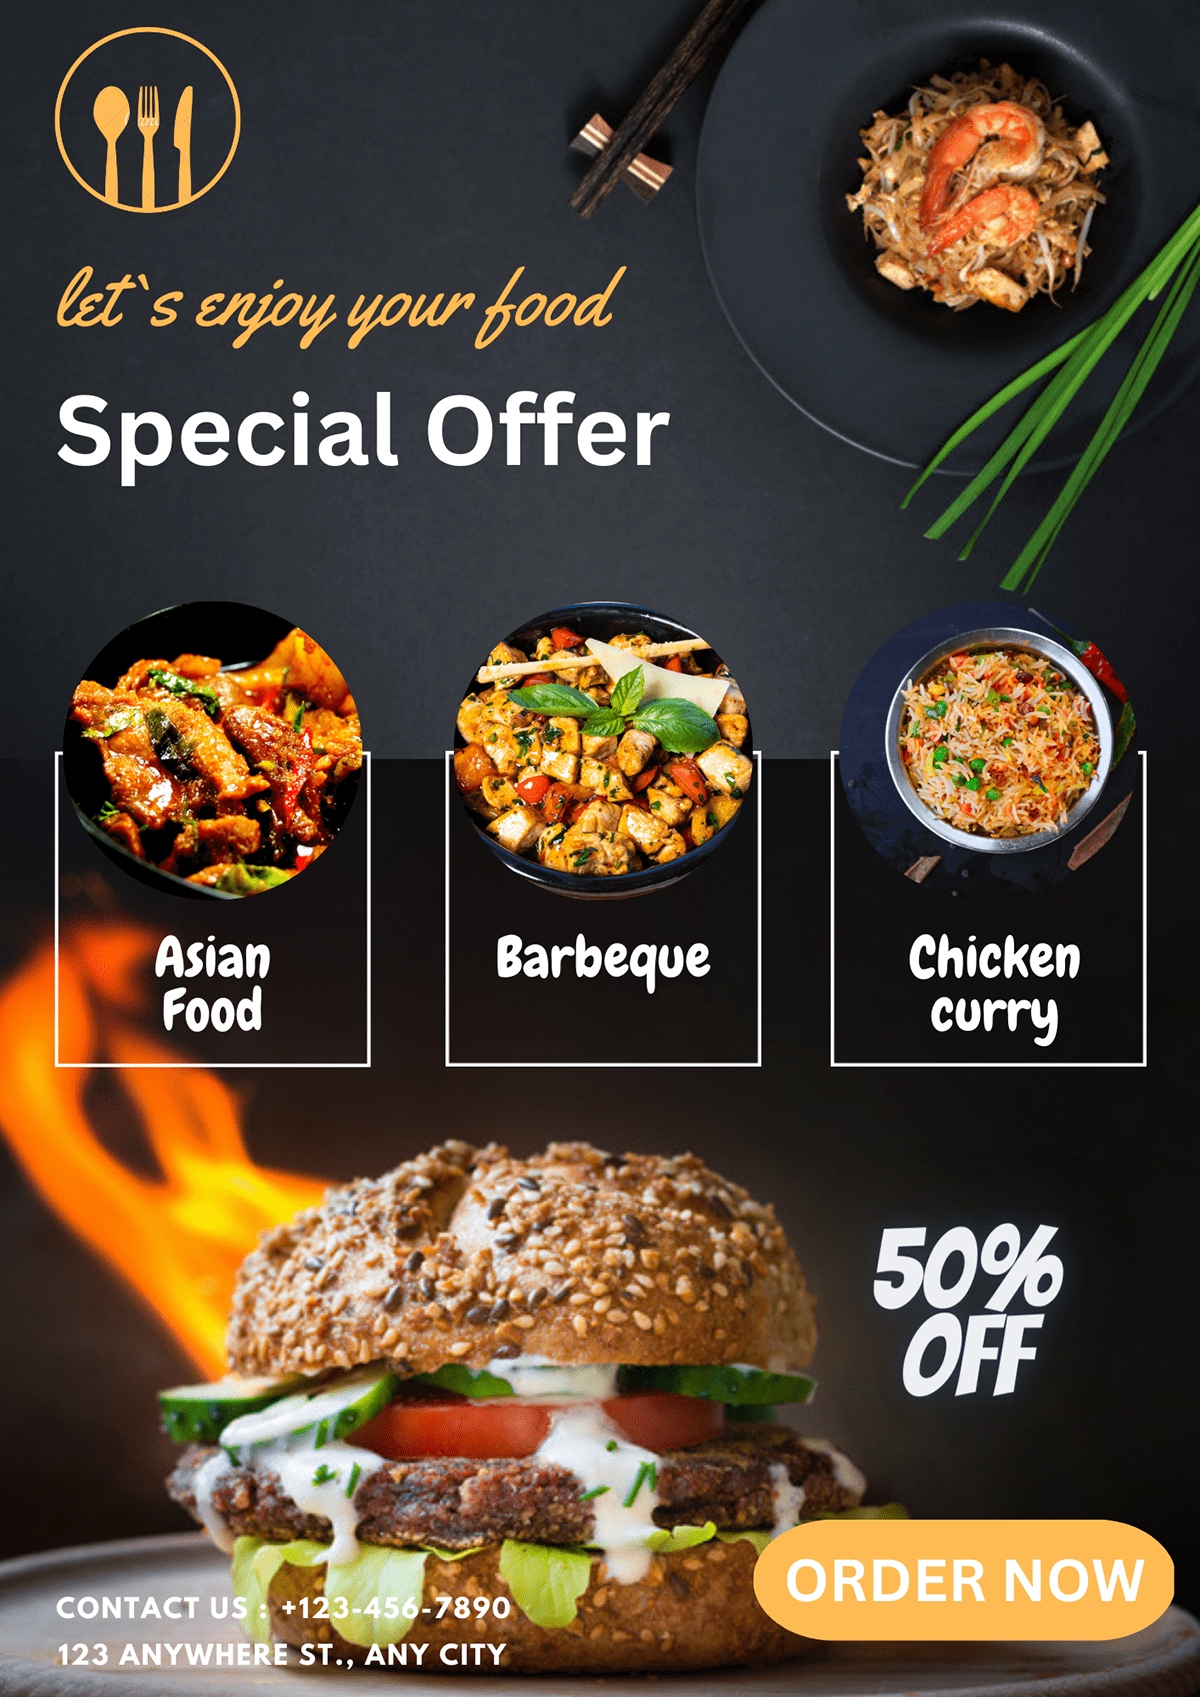 let`s enjoy your food
Special Offer
Asian
Food
Barbeque
Chicken
curry
50%
OFF
ORDER NOW
CONTACT US : +123-456-7890
123 ANYWHERE ST., ANY CITY